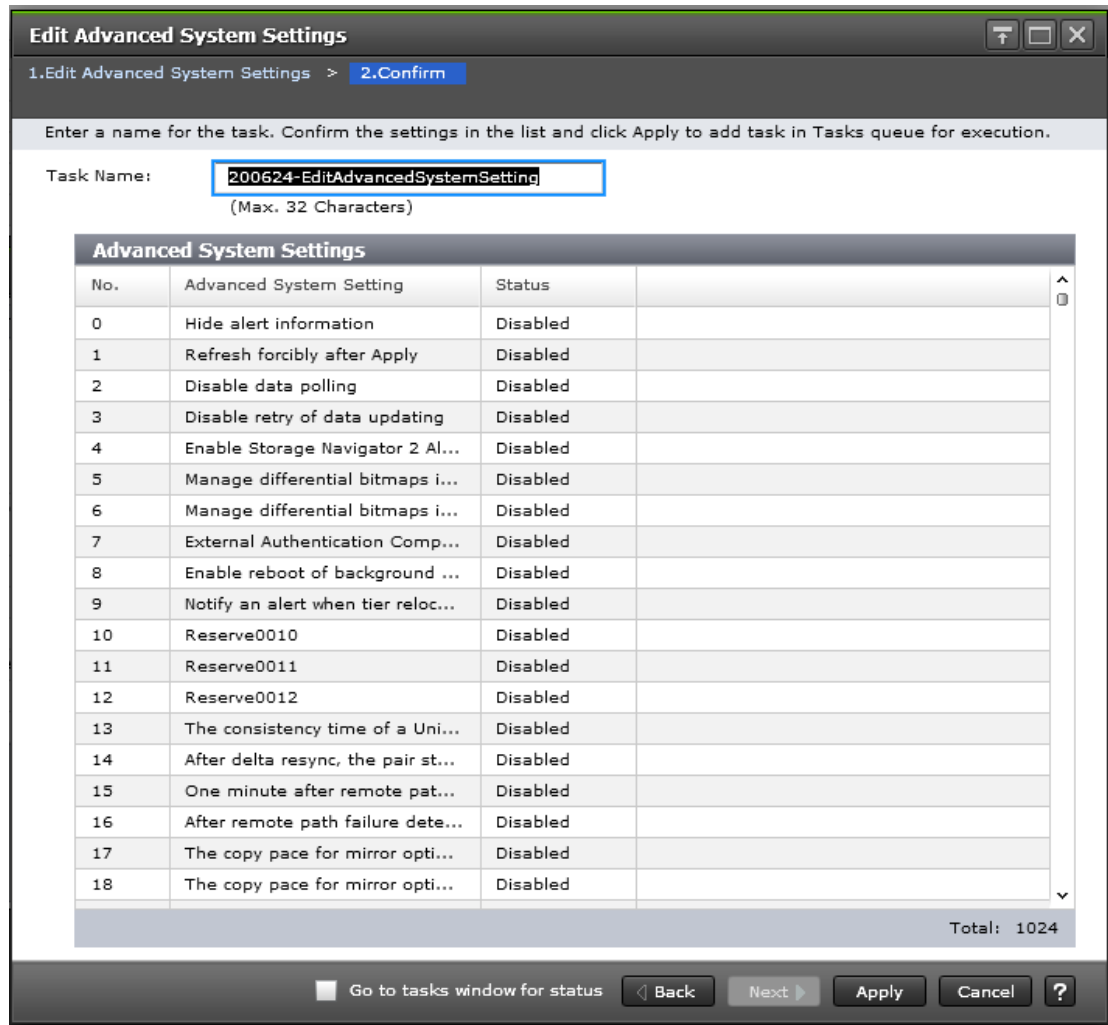 Edit Advanced System Settings
1.Edit Advanced System Settings > 2.Confirm
Enter a name for the task. Confirm the settings in the list and click Apply to add task in Tasks queue for execution.
Task Name: 200624-EditAdvancedSystemSetting
(Max. 32 Characters)
Advanced System Settings
No. Advanced System Setting Status
0 Hide alert information Disabled
1 Refresh forcibly after Apply Disabled
2 Disable data polling Disabled
3 Disable retry of data updating Disabled
4 Enable Storage Navigator 2 Al... Disabled
5 Manage differential bitmaps i... Disabled
6 Manage differential bitmaps i... Disabled
7 External Authentication Comp... Disabled
8 Enable reboot of background ... Disabled
9 Notify an alert when tier reloc... Disabled
10 Reserve0010 Disabled
11 Reserve0011 Disabled
12 Reserve0012 Disabled
13 The consistency time of a Uni... Disabled
14 After delta resync, the pair st... Disabled
15 One minute after remote pat... Disabled
16 After remote path failure dete... Disabled
17 The copy pace for mirror opti... Disabled
18 The copy pace for mirror opti... Disabled
Total: 1024
Go to tasks window for status Back Next Apply Cancel ?